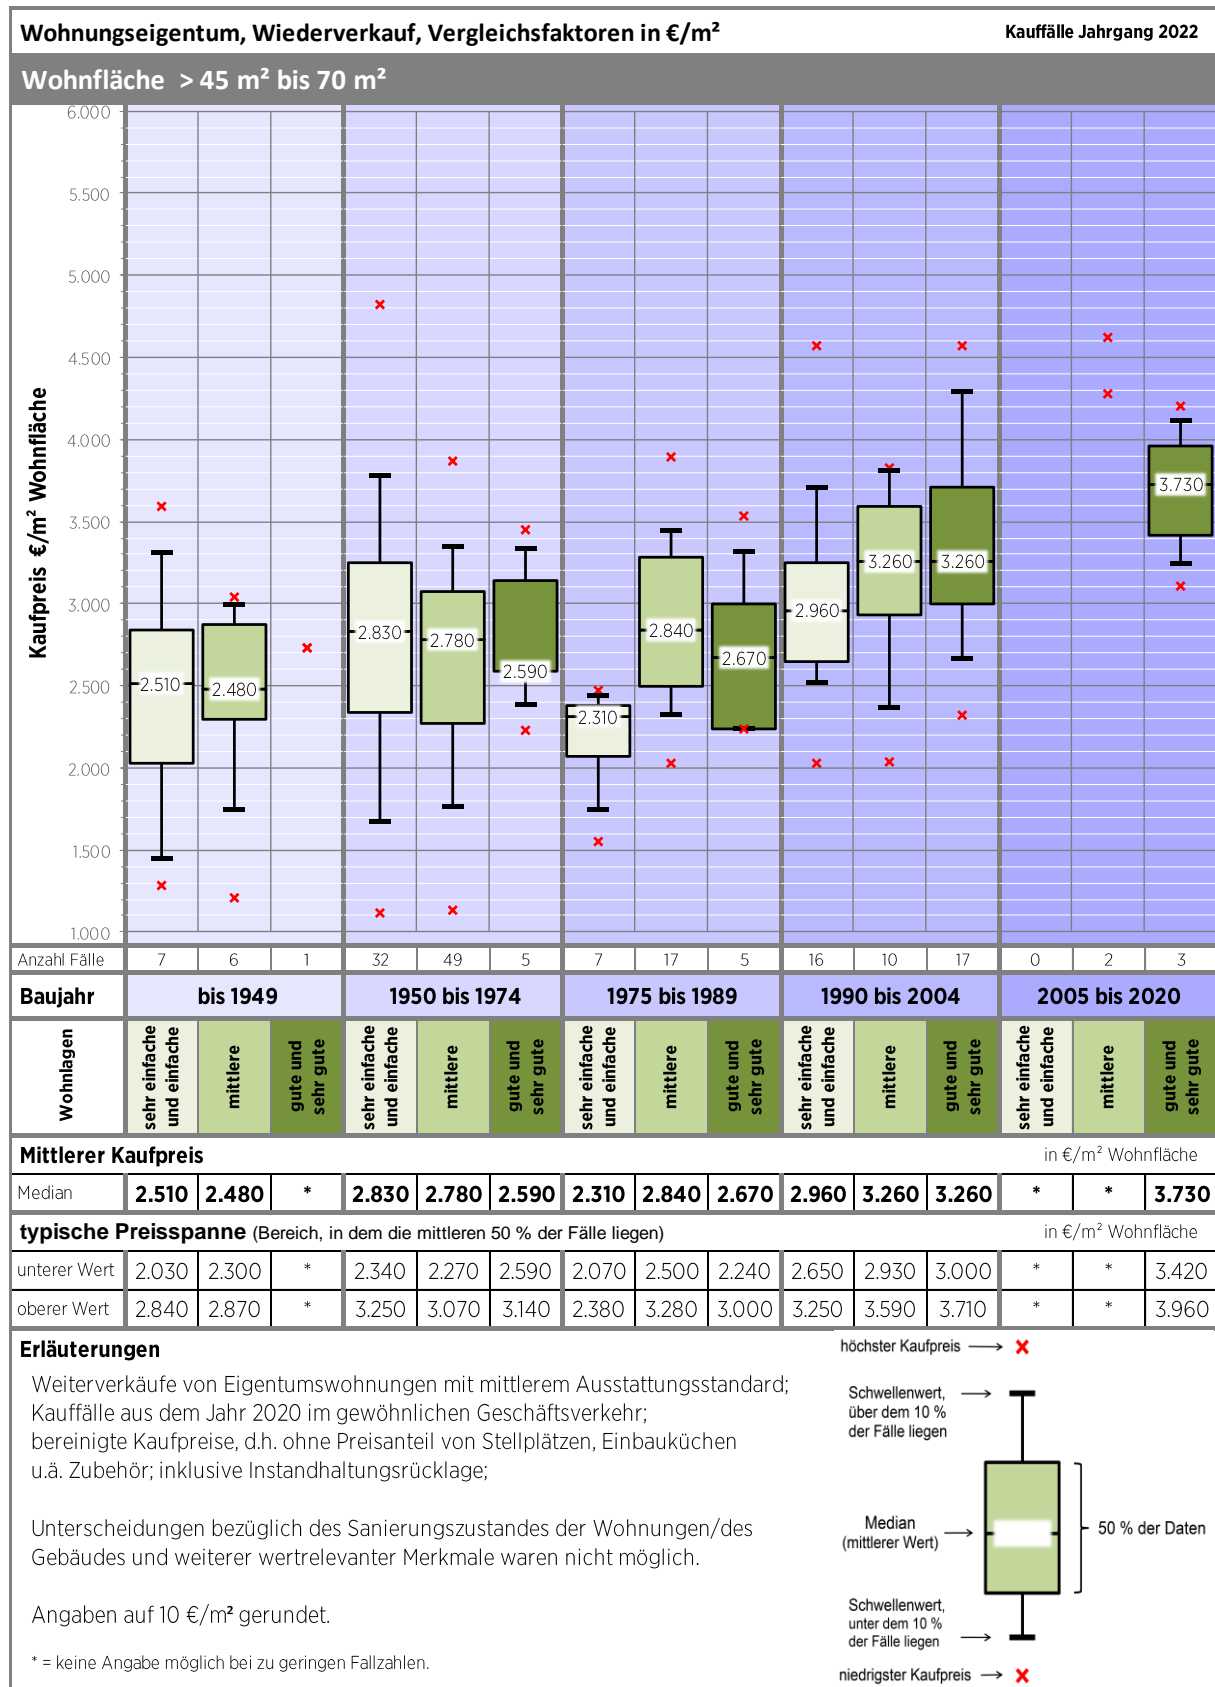 Wohnungseigentum, Wiederverkauf, Vergleichsfaktoren in €/m² Kauffälle Jahrgang 2022
Wohnfläche > 45 m² bis 70 m²
Kaufpreis €/m² Wohnfläche
6.000
5.500
5.000
4.500
4.000
3.500
3.000
2.500
2.000
1.500
1.000
2.510
2.480
2.830
2.780
2.590
2.310
2.840
2.670
2.960
3.260
3.260
3.730
Anzahl Fälle 7 6 1 32 49 5 7 17 5 16 10 17 0 2 3
Baujahr bis 1949 1950 bis 1974 1975 bis 1989 1990 bis 2004 2005 bis 2020
Wohnlagen
sehr einfache
und einfache
mittlere
gute und
sehr gute
sehr einfache
und einfache
mittlere
gute und
sehr gute
sehr einfache
und einfache
mittlere
gute und
sehr gute
sehr einfache
und einfache
mittlere
gute und
sehr gute
sehr einfache
und einfache
mittlere
gute und
sehr gute
Mittlerer Kaufpreis in €/m² Wohnfläche
Median 2.510 2.480 * 2.830 2.780 2.590 2.310 2.840 2.670 2.960 3.260 3.260 * * 3.730
typische Preisspanne (Bereich, in dem die mittleren 50 % der Fälle liegen) in €/m² Wohnfläche
unterer Wert 2.030 2.300 * 2.340 2.270 2.590 2.070 2.500 2.240 2.650 2.930 3.000 * * 3.420
oberer Wert 2.840 2.870 * 3.250 3.070 3.140 2.380 3.280 3.000 3.250 3.590 3.710 * * 3.960
Erläuterungen
Weiterverkäufe von Eigentumswohnungen mit mittlerem Ausstattungsstandard;
Kauffälle aus dem Jahr 2020 im gewöhnlichen Geschäftsverkehr;
bereinigte Kaufpreise, d.h. ohne Preisanteil von Stellplätzen, Einbauküchen
u.ä. Zubehör; inklusive Instandhaltungsrücklage;
Unterscheidungen bezüglich des Sanierungszustandes der Wohnungen/des
Gebäudes und weiterer wertrelevanter Merkmale waren nicht möglich.
Angaben auf 10 €/m² gerundet.
* = keine Angabe möglich bei zu geringen Fallzahlen.
höchster Kaufpreis
Schwellenwert,
über dem 10 %
der Fälle liegen
Median
(mittlerer Wert)
50 % der Daten
Schwellenwert,
unter dem 10 %
der Fälle liegen
niedrigster Kaufpreis